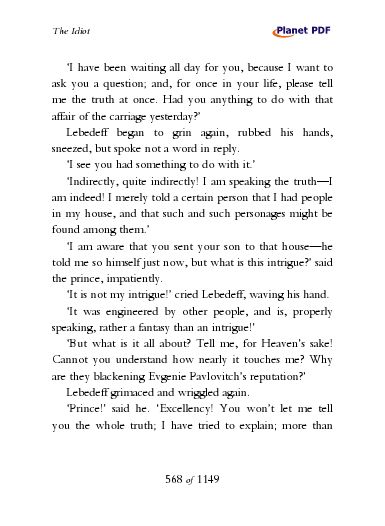 The Idiot
Planet PDF
‘I have been waiting all day for you, because I want to
ask you a question; and, for once in your life, please tell
me the truth at once. Had you anything to do with that
affair of the carriage yesterday?’
Lebedeff began to grin again, rubbed his hands,
sneezed, but spoke not a word in reply.
‘I see you had something to do with it.’
‘Indirectly, quite indirectly! I am speaking the truth—I
am indeed! I merely told a certain person that I had people
in my house, and that such and such personages might be
found among them.’
‘I am aware that you sent your son to that house—he
told me so himself just now, but what is this intrigue?’ said
the prince, impatiently.
‘It is not my intrigue!’ cried Lebedeff, waving his hand.
‘It was engineered by other people, and is, properly
speaking, rather a fantasy than an intrigue!’
‘But what is it all about? Tell me, for Heaven’s sake!
Cannot you understand how nearly it touches me? Why
are they blackening Evgenie Pavlovitch’s reputation?’
Lebedeff grimaced and wriggled again.
‘Prince!’ said he. ‘Excellency! You won’t let me tell
you the whole truth; I have tried to explain; more than
568 of 1149